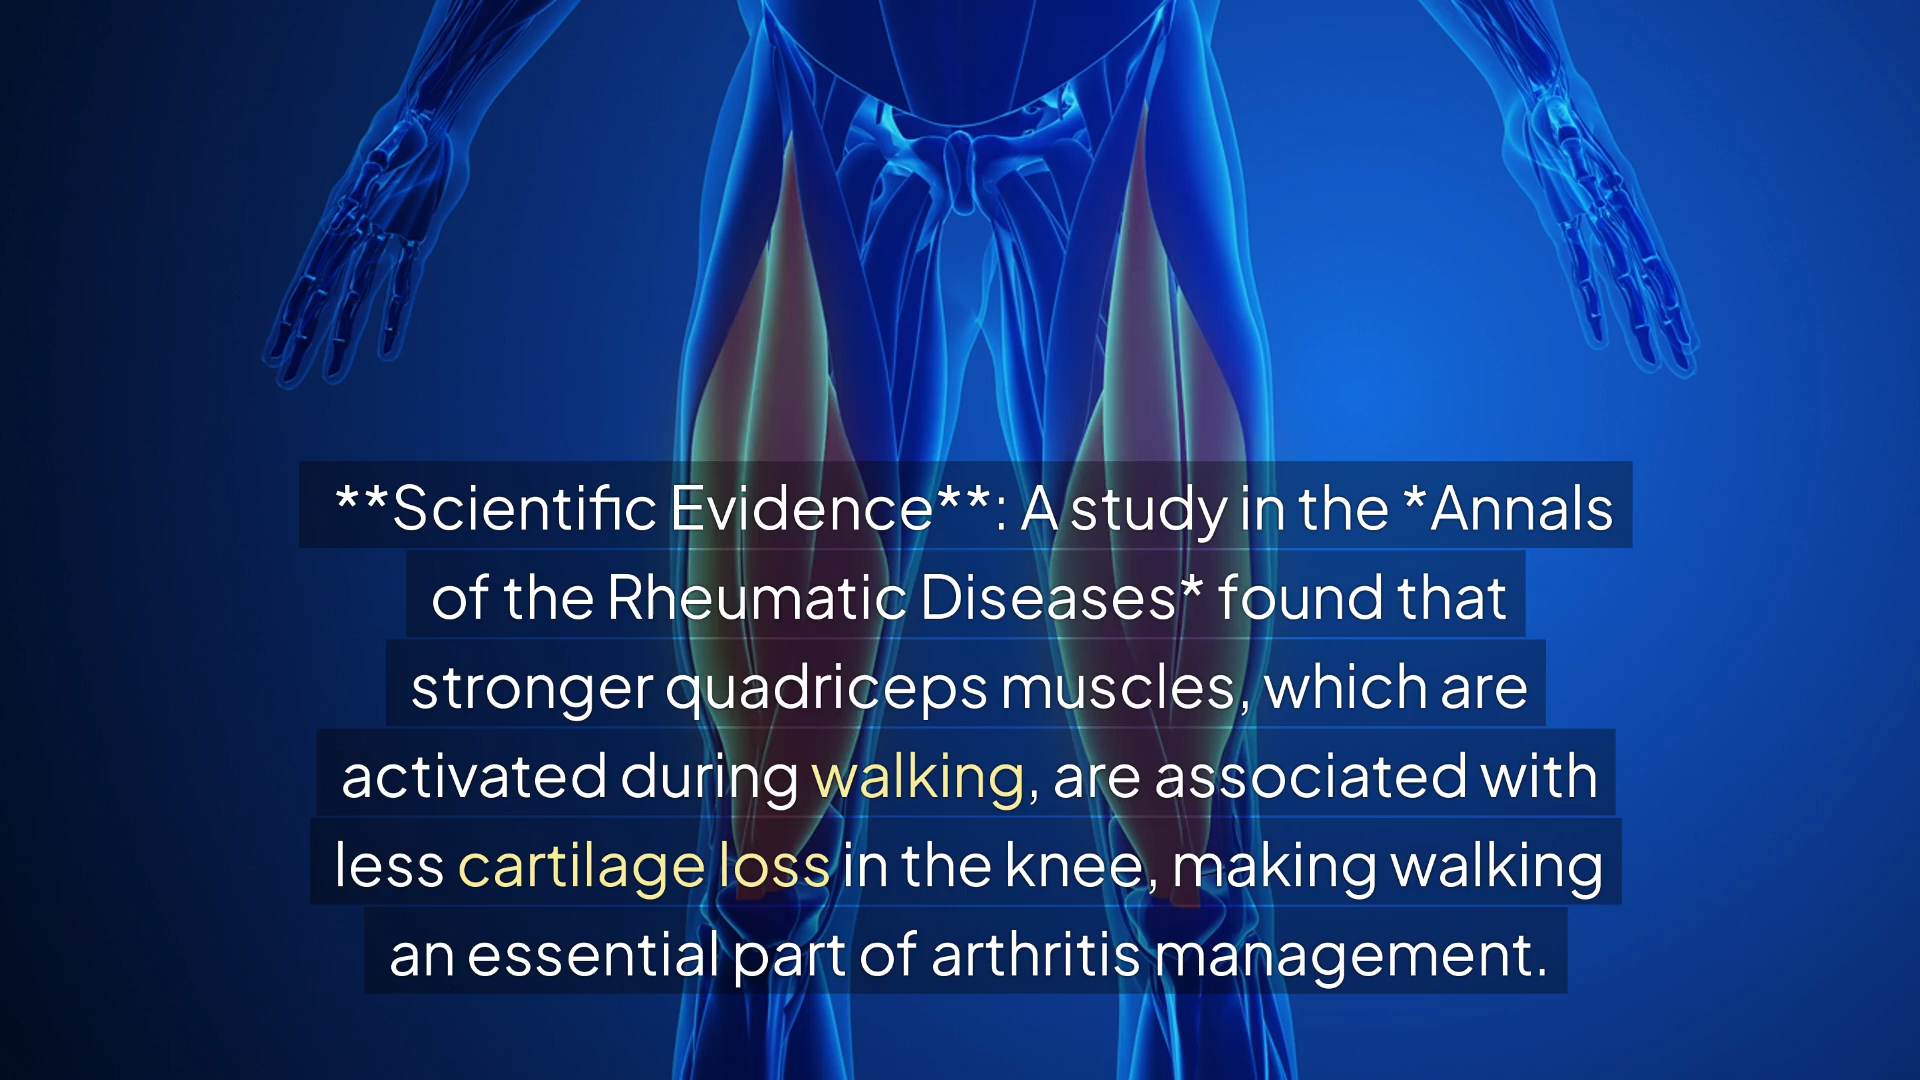 **Scientific Evidence**: A study in the *Annals
of the Rheumatic Diseases* found that
stronger quadriceps muscles, which are
activated during walking, are associated with
less cartilage loss in the knee, making walking
an essential part of arthritis management.